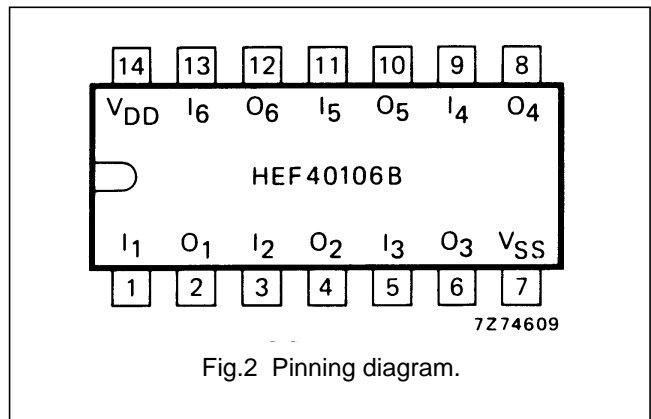 14 13 12 11 10 9 8
VDD I6 O6 I5 O5 I4 O4
HEF40106B
I1 O1 I2 O2 I3 O3 VSS
1 2 3 4 5 6 7
7Z74609
Fig.2 Pinning diagram.